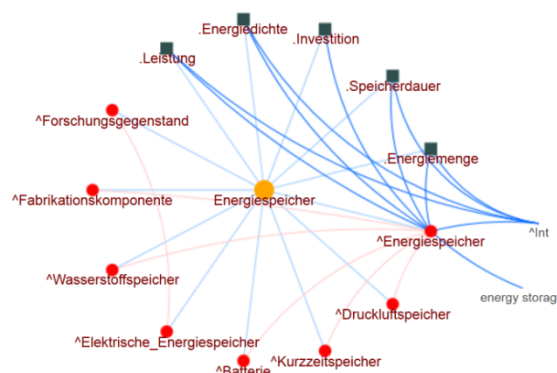 .Energiedichte
.Investition
.Leistung
.Speicherdauer
^Forschungsgegenstand
.Energiemenge
^Fabrikationskomponente
Energiespeicher
^Int
^Energiespeicher
^Wasserstoffspeicher
energy storag
^Druckluftspeicher
^Elektrische_Energiespeicher
^Kurzzeitspeicher
^Batterie